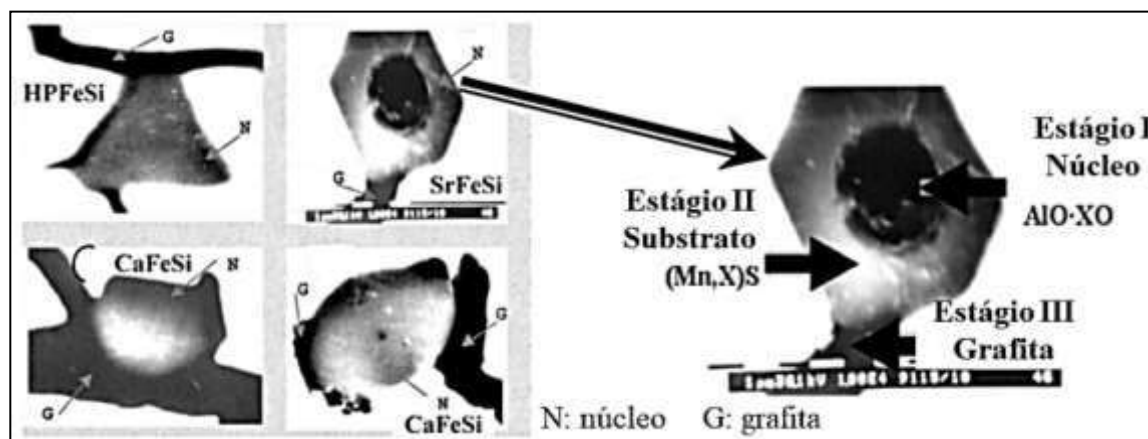 G
HPFeSi
N
N
G
SrFeSi
CaFeSi
N
G
G
G
N
CaFeSi
Estágio I
Núcleo
AlO·XO
Estágio II
Substrato
(Mn,X)S
Estágio III
Grafita
N: núcleo G: grafita